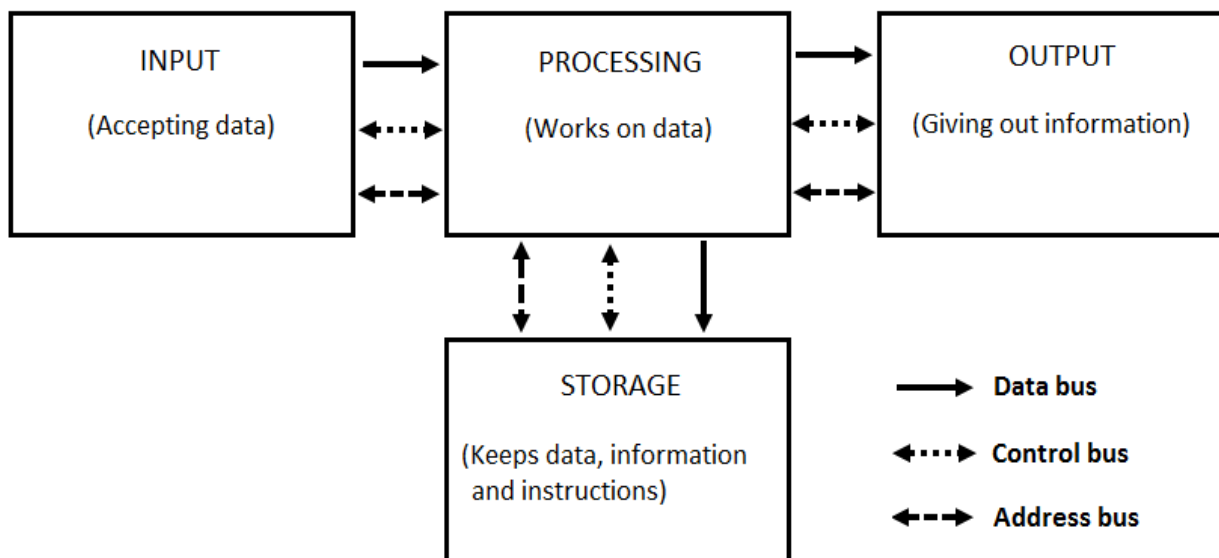 INPUT
(Accepting data)
PROCESSING
(Works on data)
OUTPUT
(Giving out information)
STORAGE
(Keeps data, information
and instructions)
Data bus
Control bus
Address bus